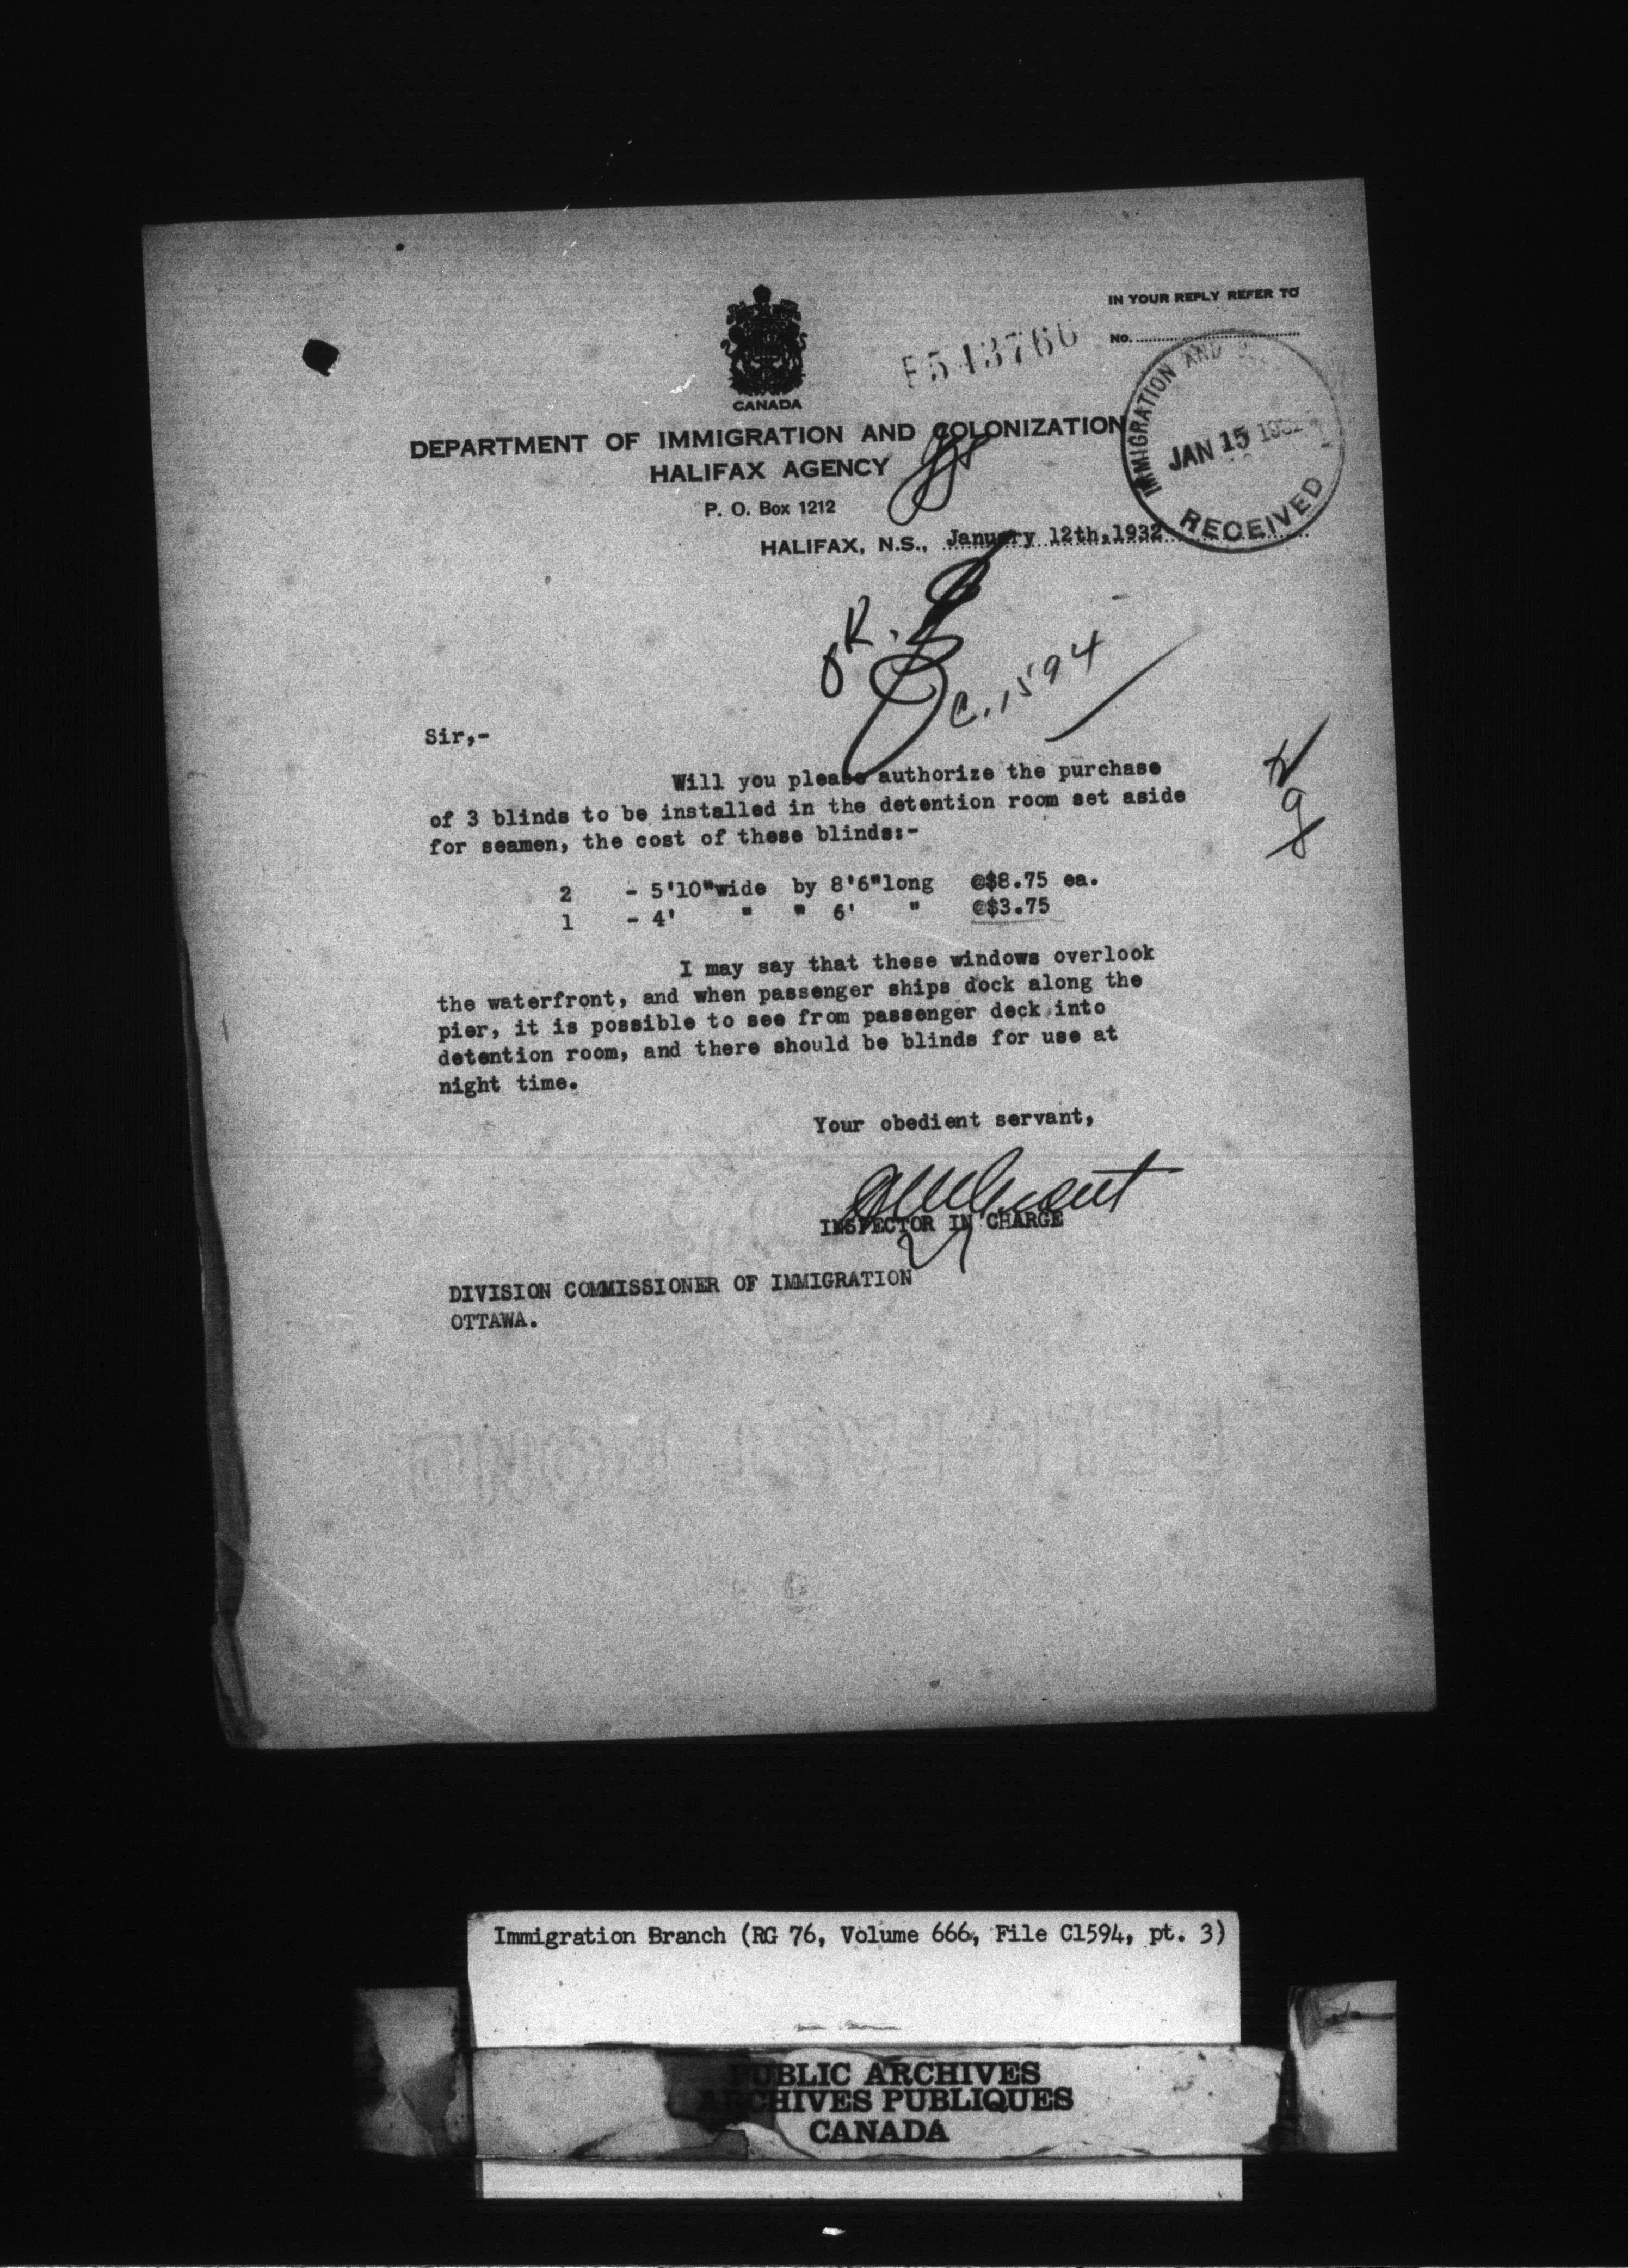 IN YOUR REPLY REFER TO
No.
543760
CANADA
DEPARTMENT OF IMMIGRATION AND COLONIZATION
HALIFAX AGENCY
P. O. Box 1212
HALIFAX, N.S., January 12th,1932
IMMIGRATION AND
JAN 15 1932
RECEIVED
OK.
C.1594
Sir,-
Will you please authorize the purchase
of 3 blinds to be installed in the detention room set aside
for seamen, the cost of these blinds:-
2 - 5'10"wide by 8'6"long @$8.75 ea.
1 - 4' " " 6' " @$3.75
I may say that these windows overlook
the waterfront, and when passenger ships dock along the
pier, it is possible to see from passenger deck into
detention room, and there should be blinds for use at
night time.
Your obedient servant,
INSPECTOR IN CHARGE
DIVISION COMMISSIONER OF IMMIGRATION
OTTAWA.
Immigration Branch (RG 76, Volume 666, File C1594, pt. 3)
PUBLIC ARCHIVES
ARCHIVES PUBLIQUES
CANADA